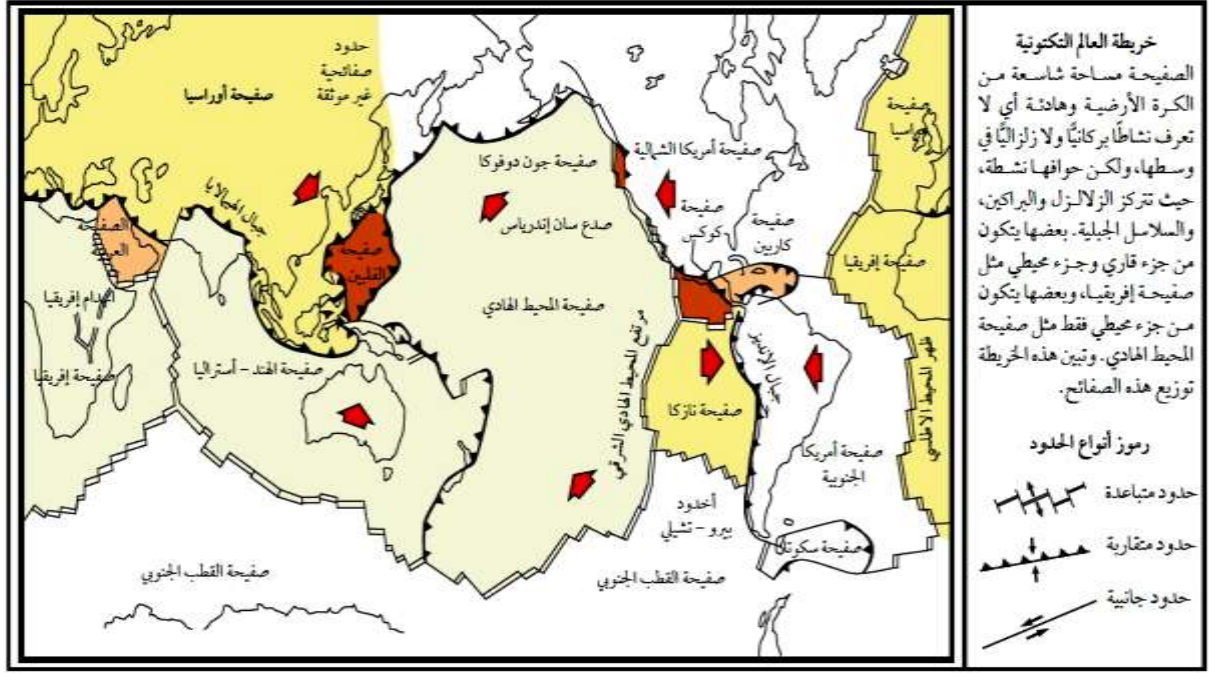 خريطة العالم التكتونية
الصفيحة مساحة شاسعة من
الكرة الأرضية وهادئة أي لا
تعرف نشاطًا بركانيًّا ولا زلزاليًّا في
وسطها، ولكن حوافها نشطة،
حيث تتركز الزلازل والبراكين،
والسلاسل الجبلية. بعضها يتكون
من جزء قاري وجزء محيطي مثل
صفيحة إفريقيا، وبعضها يتكون
من جزء محيطي فقط مثل صفيحة
المحيط الهادي. وتبين هذه الخريطة
توزيع هذه الصفائح.
رموز أنواع الحدود
حدود متباعدة
حدود متقاربة
حدود جانبية
حدود
صفائحية
غير موثقة
صفيحة أوراسيا
صفيحة
صفيحة أمريكا الشمالية
صفيحة جون دوفوكا
جبال الهيمالايا
صفيحة
كوكس
صفيحة
كاريبن
صدع سان إندرياس
الصفيحة
صفيحة
الفلبين
صفيحة إفريقيا
إفريقيا
صفيحة المحيط الهادي
مرتفع المحيط الهادي الشرقي
جبال الإنديز
ظهر المحيط الاطلسي
صفيحة إفريقيا
صفيحة الهند - أستراليا
صفيحة نازكا
صفيحة أمريكا
الجنوبية
أخدود
بيرو - تشيلي
صفيحة سكوتيا
صفيحة القطب الجنوبي
صفيحة القطب الجنوبي